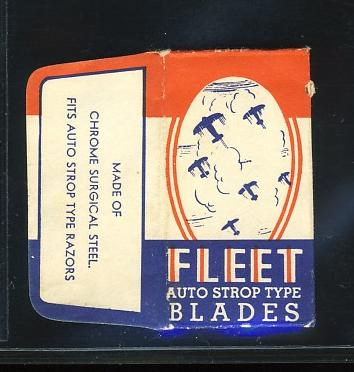 MADE OF
CHROME SURGICAL STEEL.
FITS AUTO STROP TYPE RAZORS
FLEET
AUTO STROP TYPE
BLADES